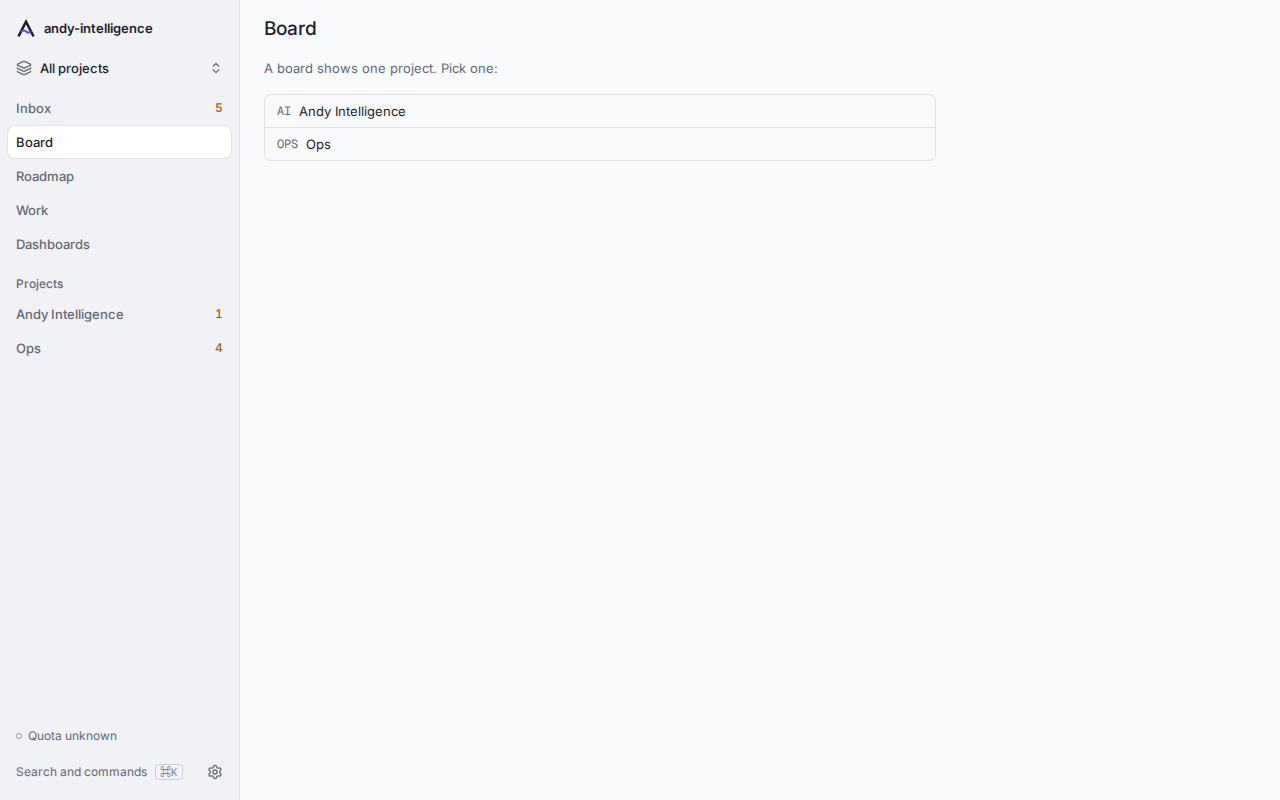 andy-intelligence
All projects
Inbox 5
Board
Roadmap
Work
Dashboards
Projects
Andy Intelligence 1
Ops 4
Quota unknown
Search and commands ⌘K
Board
A board shows one project. Pick one:
AI Andy Intelligence
OPS Ops